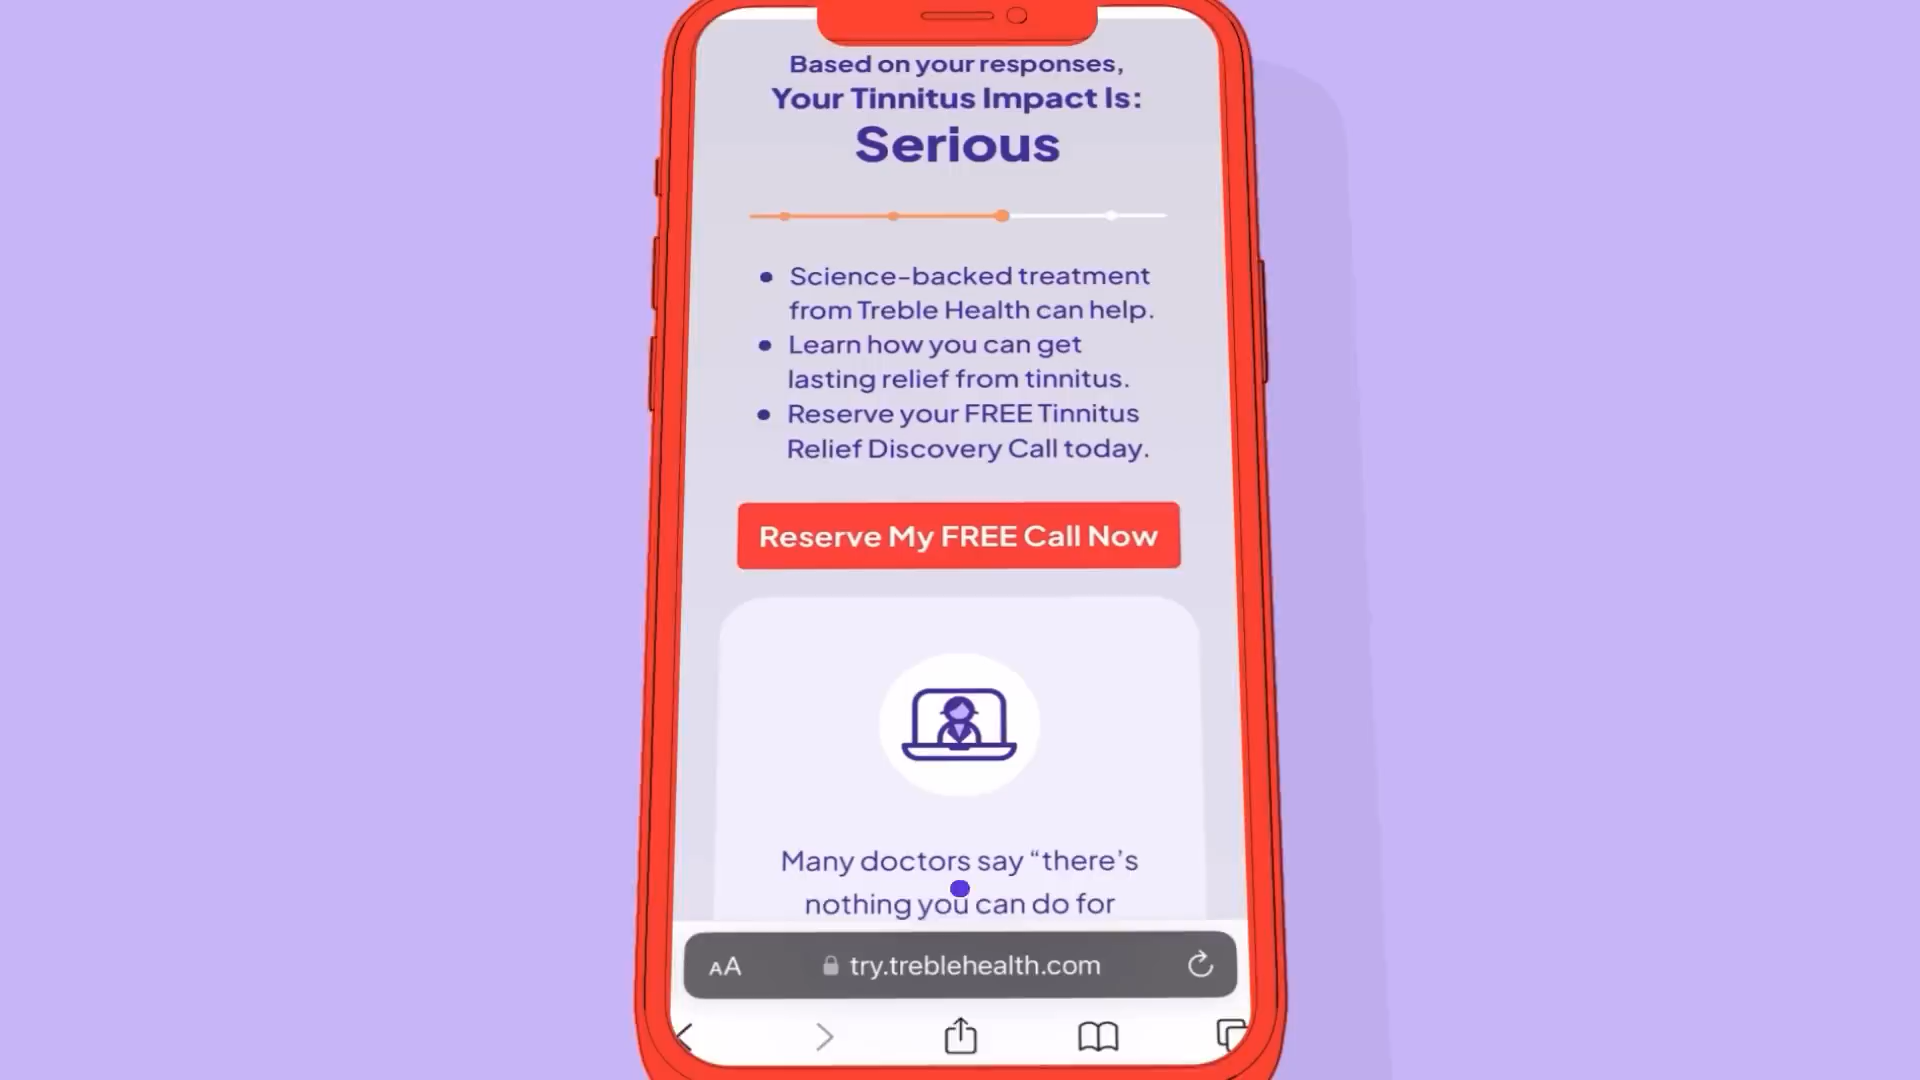 Based on your responses,
Your Tinnitus Impact Is:
Serious
Science-backed treatment
from Treble Health can help.
Learn how you can get
lasting relief from tinnitus.
Reserve your FREE Tinnitus
Relief Discovery Call today.
Reserve My FREE Call Now
Many doctors say “there’s
nothing you can do for
AA try.treblehealth.com